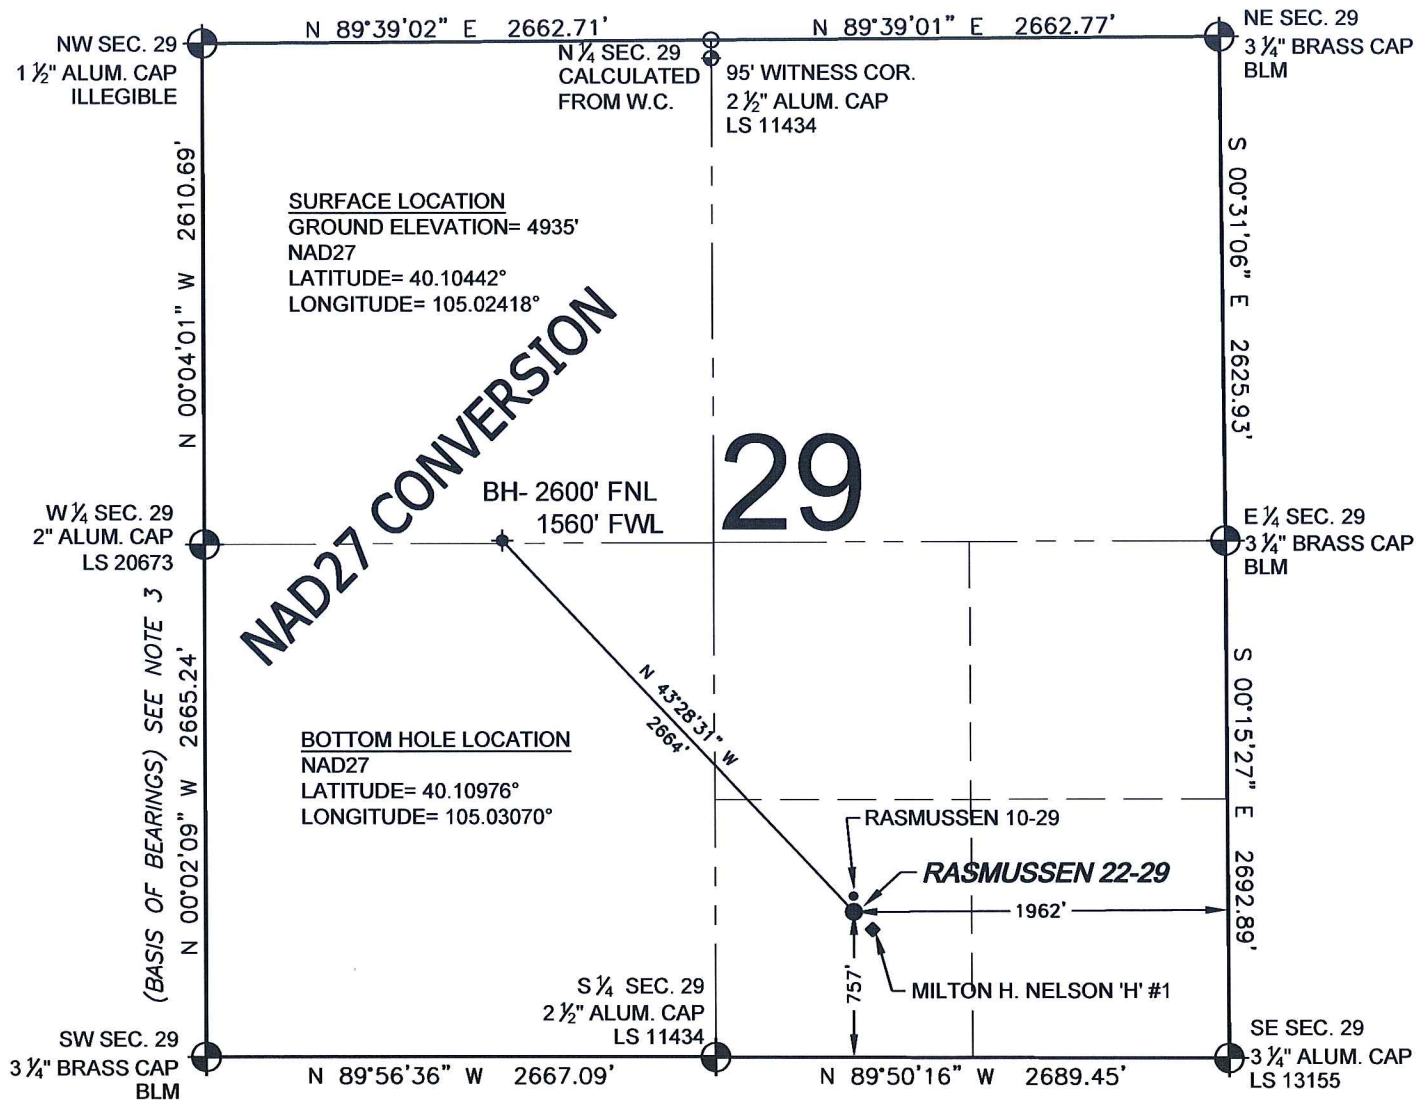 N 89°39'02" E 2662.71'
N 89°39'01" E 2662.77'
NW SEC. 29
1 ½" ALUM. CAP
ILLEGIBLE
N ¼ SEC. 29
CALCULATED
FROM W.C.
95' WITNESS COR.
2 ½" ALUM. CAP
LS 11434
NE SEC. 29
3 ¼" BRASS CAP
BLM
N 00°04'01" W 2610.69'
S 00°31'06" E 2625.93'
SURFACE LOCATION
GROUND ELEVATION= 4935'
NAD27
LATITUDE= 40.10442°
LONGITUDE= 105.02418°
NAD27 CONVERSION
29
BH- 2600' FNL
1560' FWL
W ¼ SEC. 29
2" ALUM. CAP
LS 20673
E ¼ SEC. 29
3 ¼" BRASS CAP
BLM
(BASIS OF BEARINGS) SEE NOTE 3
N 00°02'09" W 2665.24'
S 00°15'27" E 2692.89'
N 43°28'31" W
2664'
BOTTOM HOLE LOCATION
NAD27
LATITUDE= 40.10976°
LONGITUDE= 105.03070°
RASMUSSEN 10-29
RASMUSSEN 22-29
1962'
757'
MILTON H. NELSON 'H' #1
S ¼ SEC. 29
2 ½" ALUM. CAP
LS 11434
SW SEC. 29
3 ¼" BRASS CAP
BLM
SE SEC. 29
3 ¼" ALUM. CAP
LS 13155
N 89°56'36" W 2667.09'
N 89°50'16" W 2689.45'